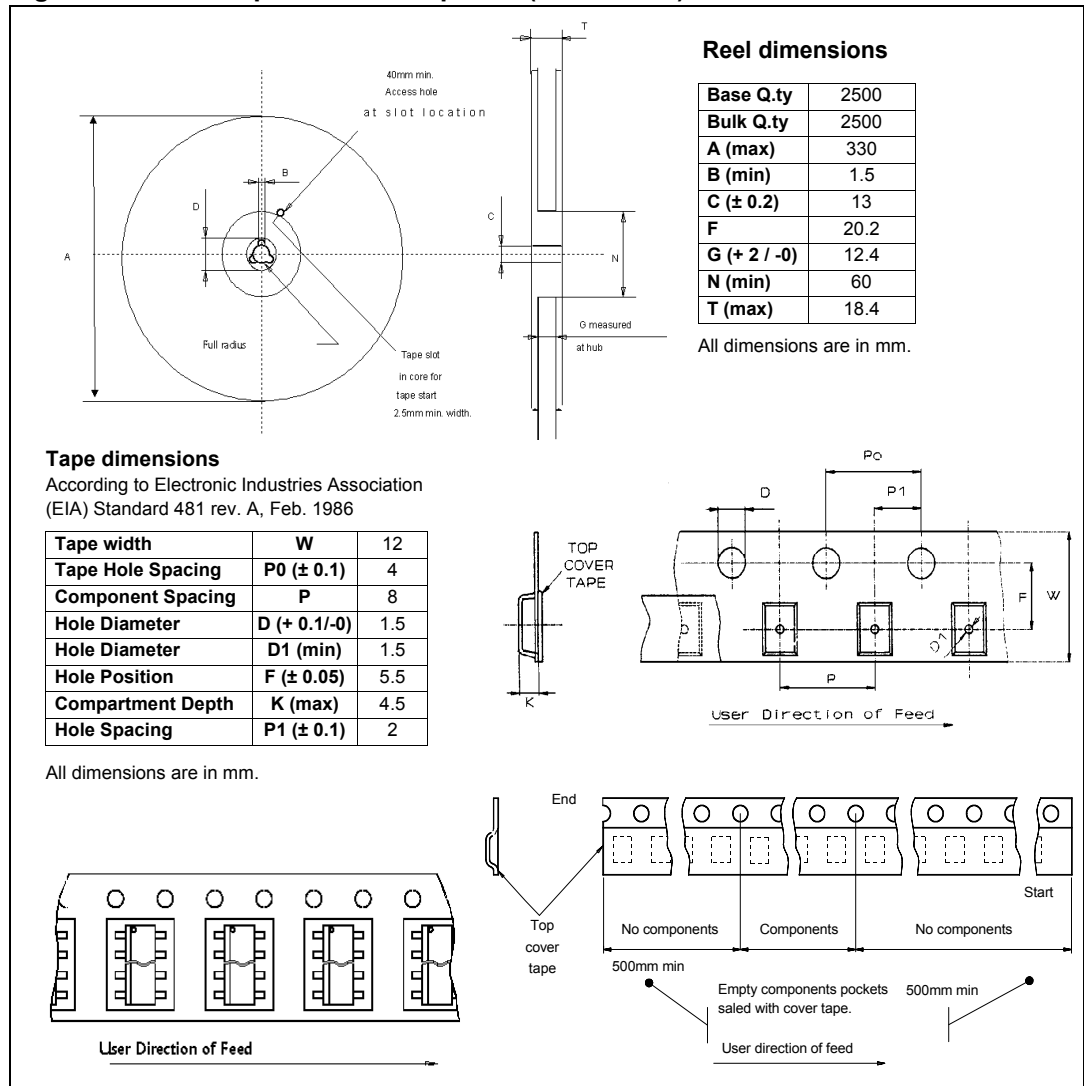 T
40mm min.
Access hole
at slot location
B
D
C
A
N
Full radius
Tape slot
in core for
tape start
2.5mm min. width.
G measured
at hub
Reel dimensions
Base Q.ty 2500
Bulk Q.ty 2500
A (max) 330
B (min) 1.5
C (± 0.2) 13
F 20.2
G (+ 2 / -0) 12.4
N (min) 60
T (max) 18.4
All dimensions are in mm.
Tape dimensions
According to Electronic Industries Association
(EIA) Standard 481 rev. A, Feb. 1986
Tape width W 12
Tape Hole Spacing P0 (± 0.1) 4
Component Spacing P 8
Hole Diameter D (+ 0.1/-0) 1.5
Hole Diameter D1 (min) 1.5
Hole Position F (± 0.05) 5.5
Compartment Depth K (max) 4.5
Hole Spacing P1 (± 0.1) 2
All dimensions are in mm.
TOP
COVER
TAPE
K
Po
D
P1
F
W
D1
P
User Direction of Feed
End
Start
Top
cover
tape
No components
Components
No components
500mm min
Empty components pockets
saled with cover tape.
500mm min
User direction of feed
User Direction of Feed